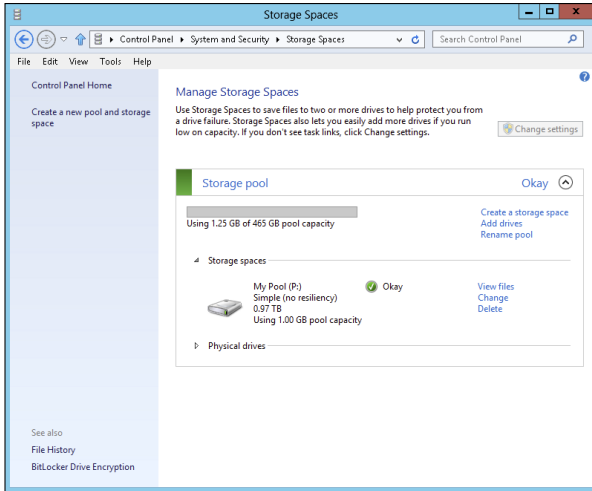 Storage Spaces
Control Panel ▸ System and Security ▸ Storage Spaces
Search Control Panel
File Edit View Tools Help
Control Panel Home
Create a new pool and storage
space
Manage Storage Spaces
Use Storage Spaces to save files to two or more drives to help protect you from
a drive failure. Storage Spaces also lets you easily add more drives if you run
low on capacity. If you don't see task links, click Change settings.
Change settings
Storage pool
Okay
Using 1.25 GB of 465 GB pool capacity
Create a storage space
Add drives
Rename pool
Storage spaces
My Pool (P:)
Simple (no resiliency)
0.97 TB
Using 1.00 GB pool capacity
Okay
View files
Change
Delete
Physical drives
See also
File History
BitLocker Drive Encryption